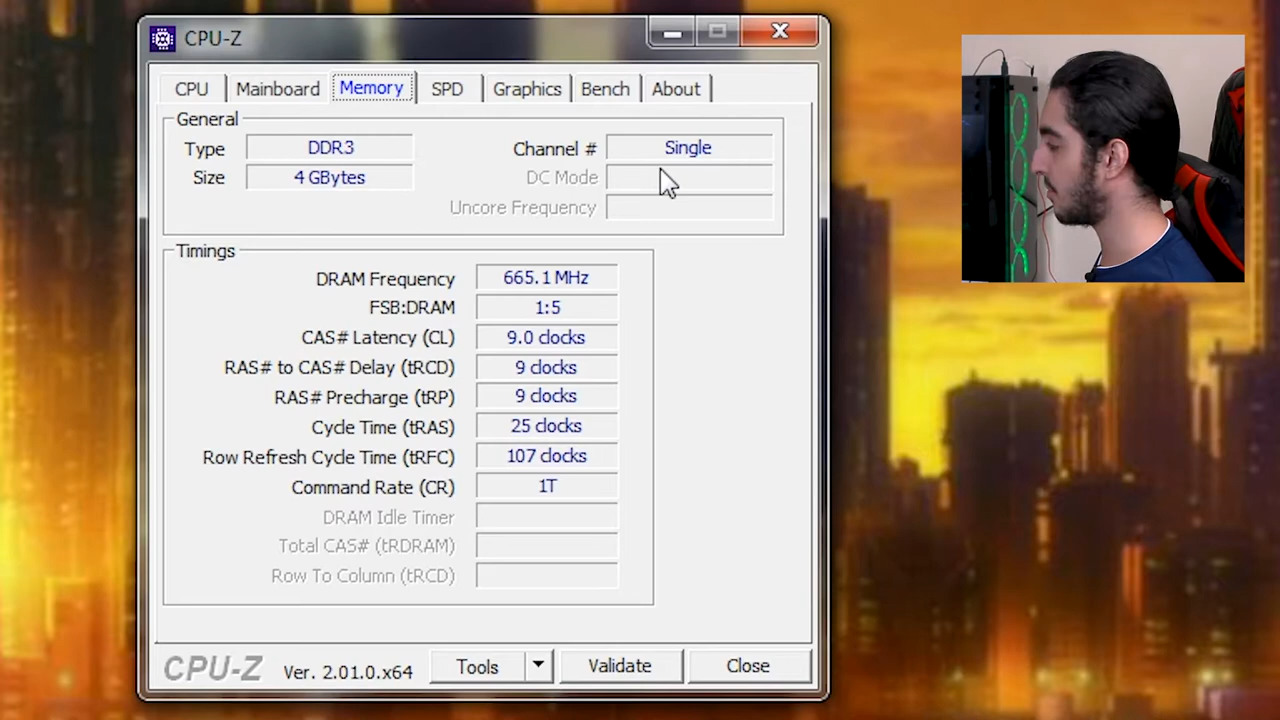 CPU-Z
CPU Mainboard Memory SPD Graphics Bench About
General
Type DDR3 Channel # Single
Size 4 GBytes DC Mode
Uncore Frequency
Timings
DRAM Frequency 665.1 MHz
FSB:DRAM 1:5
CAS# Latency (CL) 9.0 clocks
RAS# to CAS# Delay (tRCD) 9 clocks
RAS# Precharge (tRP) 9 clocks
Cycle Time (tRAS) 25 clocks
Row Refresh Cycle Time (tRFC) 107 clocks
Command Rate (CR) 1T
DRAM Idle Timer
Total CAS# (tRDRAM)
Row To Column (tRCD)
CPU-Z Ver. 2.01.0.x64 Tools Validate Close